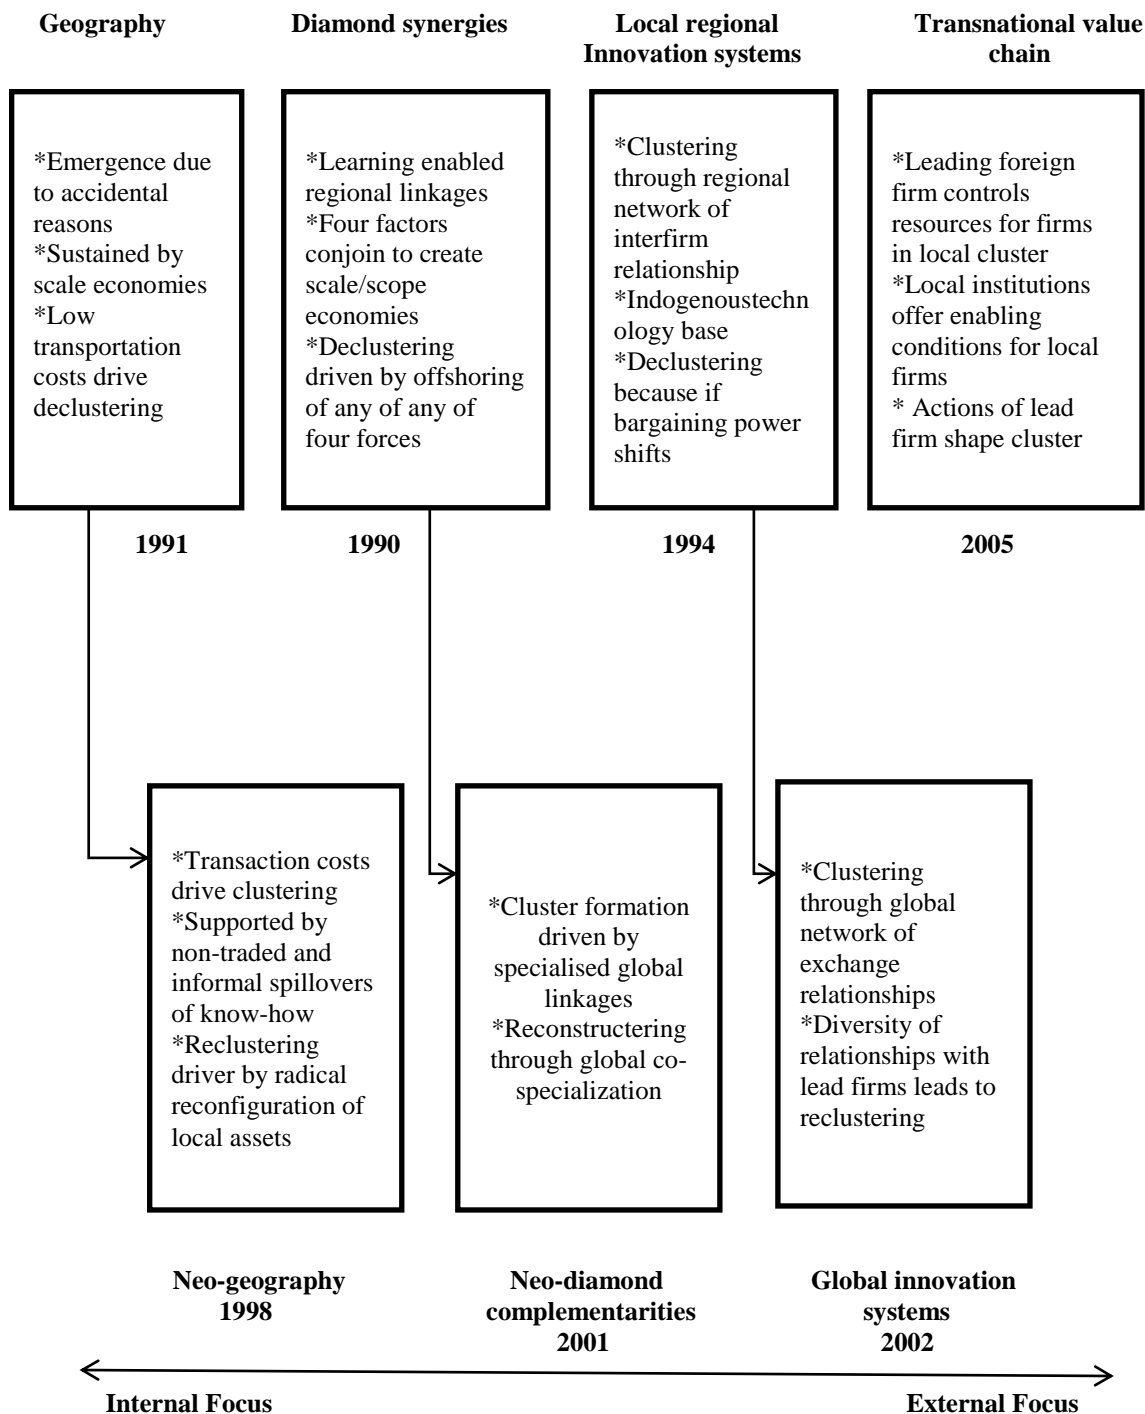 Geography
Diamond synergies
Local regional
Innovation systems
Transnational value
chain
*Emergence due
to accidental
reasons
*Sustained by
scale economies
*Low
transportation
costs drive
declustering
*Learning enabled
regional linkages
*Four factors
conjoin to create
scale/scope
economies
*Declustering
driven by offshoring
of any of any of
four forces
*Clustering
through regional
network of
interfirm
relationship
*Indogenoustechn
ology base
*Declustering
because if
bargaining power
shifts
*Leading foreign
firm controls
resources for firms
in local cluster
*Local institutions
offer enabling
conditions for local
firms
* Actions of lead
firm shape cluster
1991
1990
1994
2005
*Transaction costs
drive clustering
*Supported by
non-traded and
informal spillovers
of know-how
*Reclustering
driver by radical
reconfiguration of
local assets
*Cluster formation
driven by
specialised global
linkages
*Reconstructering
through global co-
specialization
*Clustering
through global
network of
exchange
relationships
*Diversity of
relationships with
lead firms leads to
reclustering
Neo-geography
1998
Neo-diamond
complementarities
2001
Global innovation
systems
2002
Internal Focus
External Focus